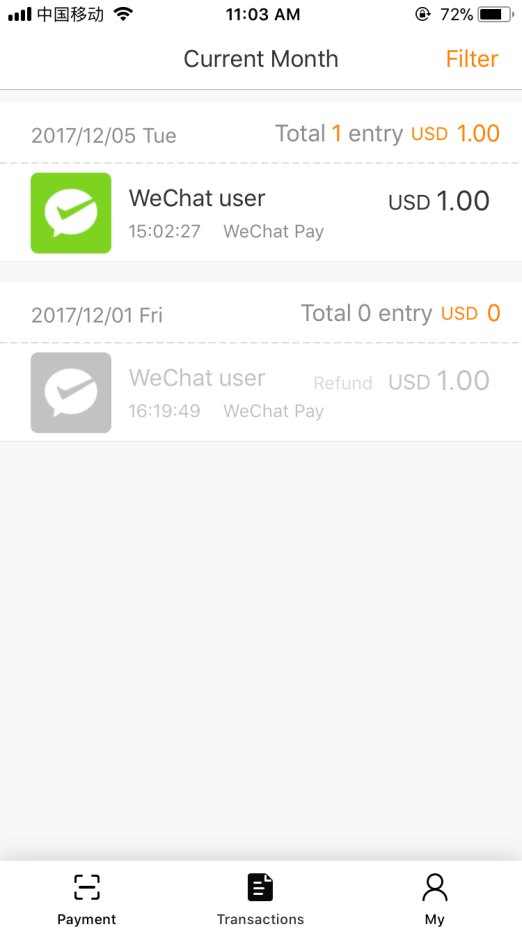 中国移动 11:03 AM 72%
Current Month Filter
2017/12/05 Tue Total 1 entry USD 1.00
WeChat user USD 1.00
15:02:27 WeChat Pay
2017/12/01 Fri Total 0 entry USD 0
WeChat user Refund USD 1.00
16:19:49 WeChat Pay
Payment Transactions My